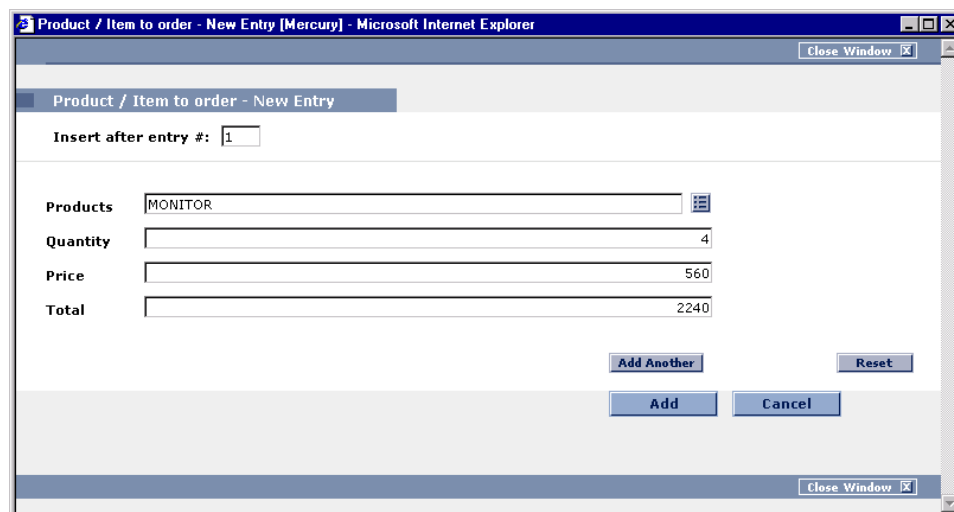 Product / Item to order - New Entry [Mercury] - Microsoft Internet Explorer
Close Window
Product / Item to order - New Entry
Insert after entry #: 1
Products MONITOR
Quantity 4
Price 560
Total 2240
Add Another Reset
Add Cancel
Close Window